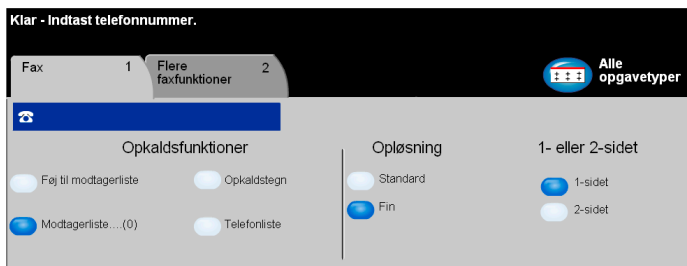 Klar - Indtast telefonnummer.
Fax 1
Flere faxfunktioner 2
Alle opgavetyper
Opkaldsfunktioner
Føj til modtagerliste
Opkaldstegn
Modtagerliste....(0)
Telefonliste
Opløsning
Standard
Fin
1- eller 2-sidet
1-sidet
2-sidet